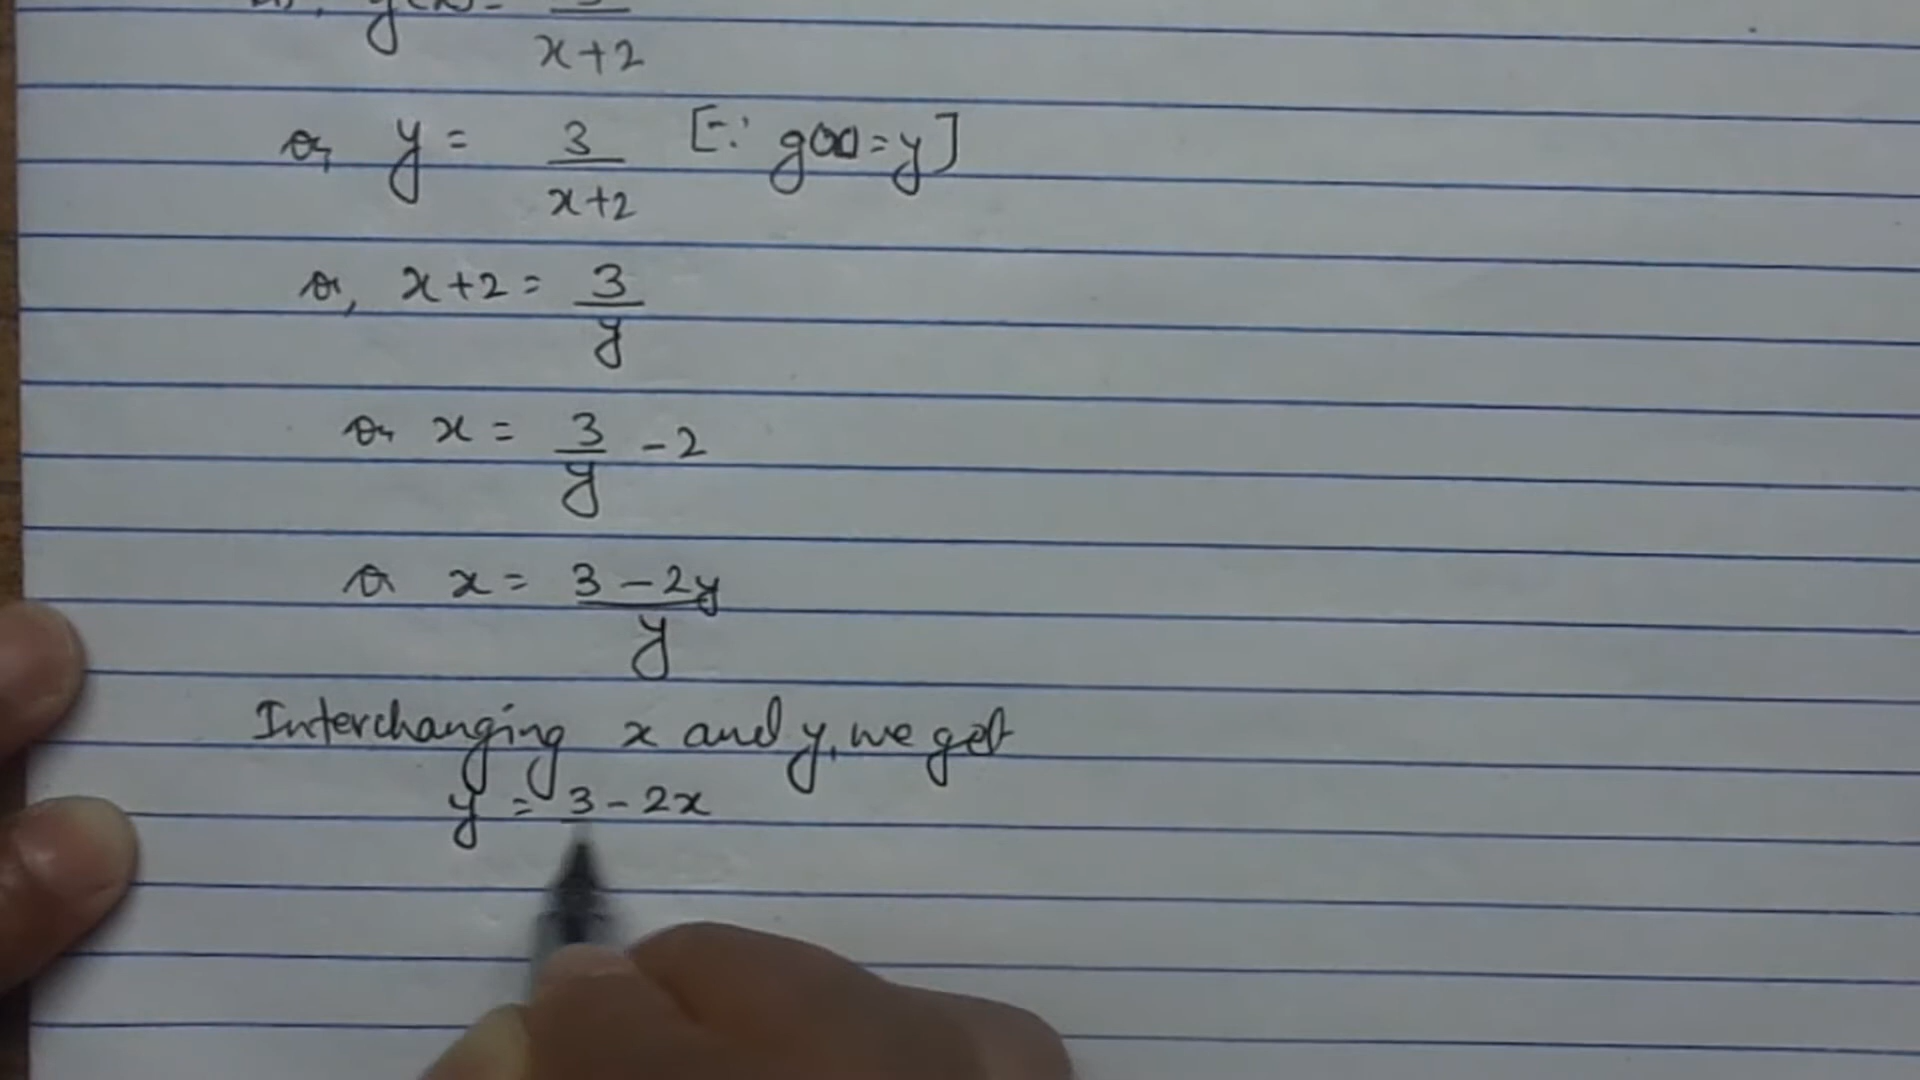 g(x) = 3/(x+2)
or, y = 3/(x+2) [∵ g(x) = y]
or, x+2 = 3/y
or x = 3/y - 2
or x = (3 - 2y)/y
Interchanging x and y, we get
y = 3 - 2x